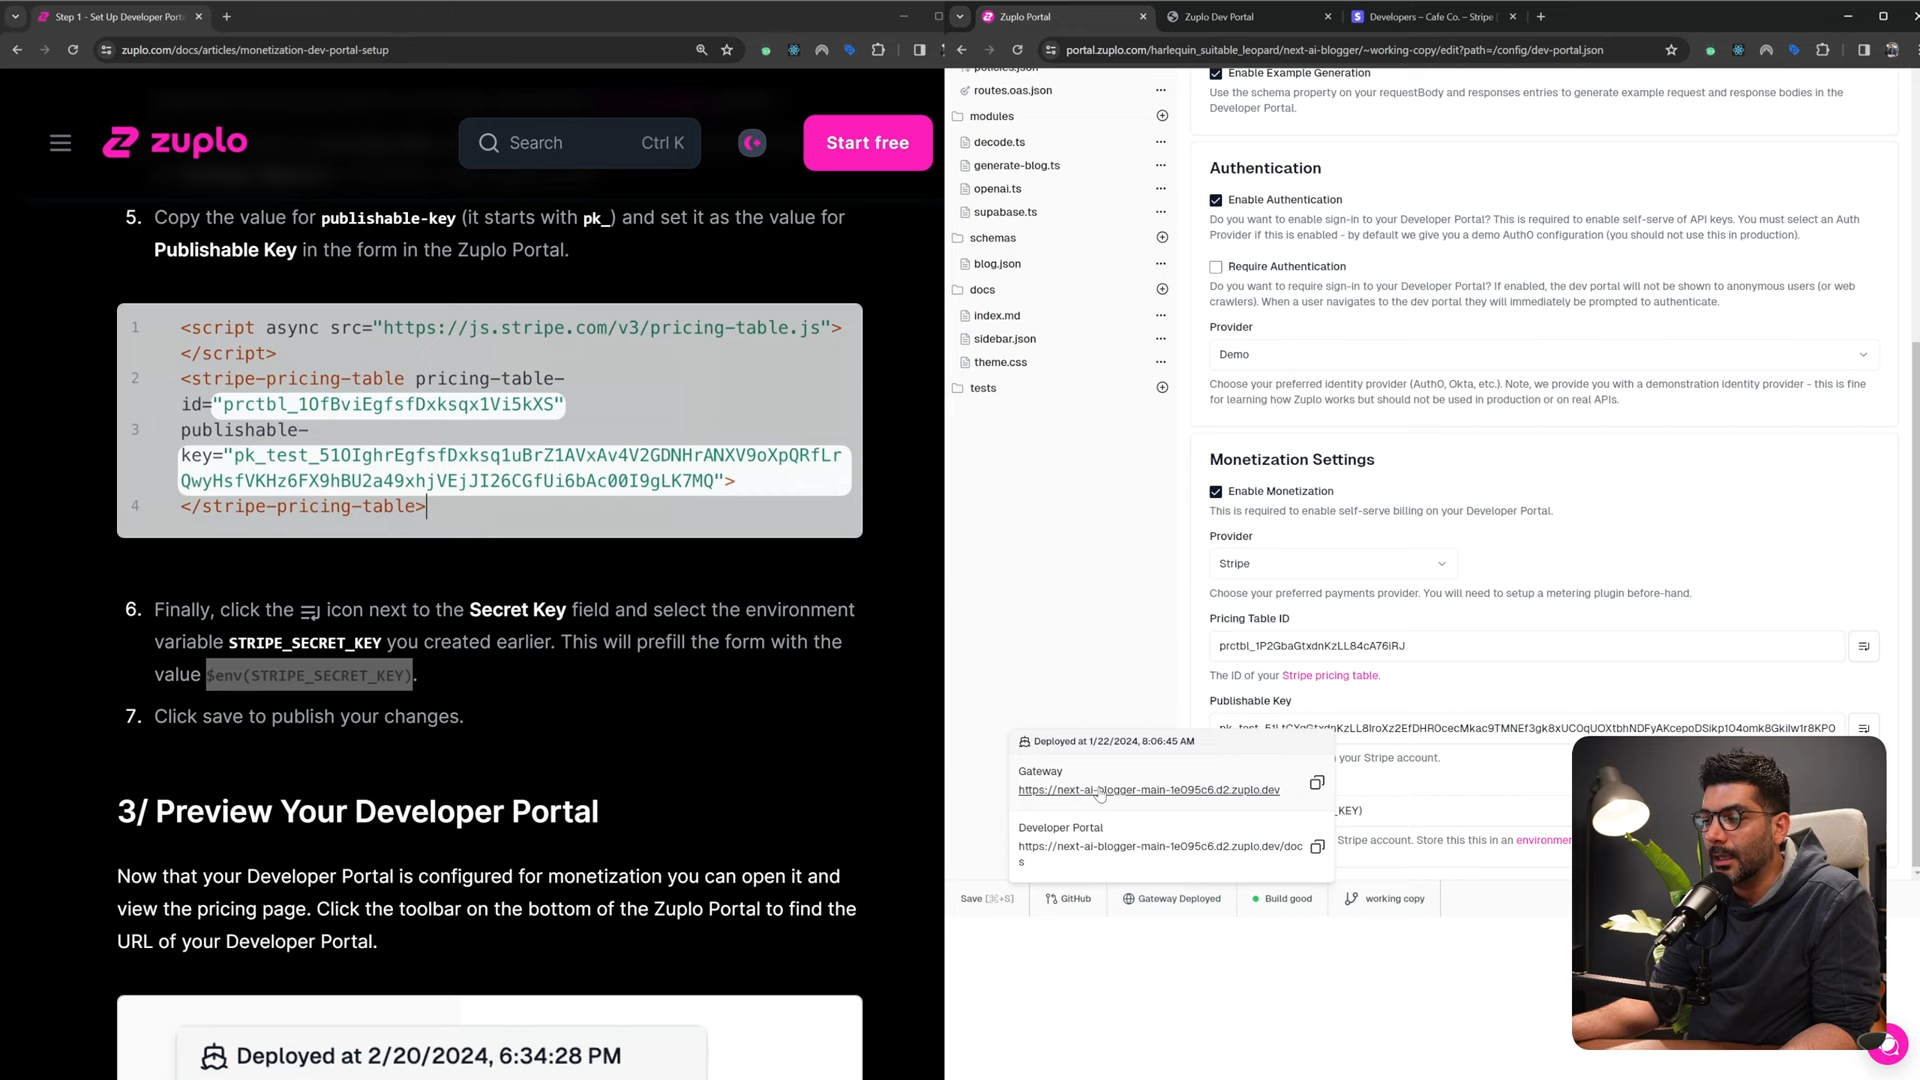 Step 1 - Set Up Developer Porta
zuplo.com/docs/articles/monetization-dev-portal-setup
zuplo
Search
Ctrl K
Start free
5. Copy the value for publishable-key (it starts with pk_) and set it as the value for
Publishable Key in the form in the Zuplo Portal.
1 <script async src="https://js.stripe.com/v3/pricing-table.js">
</script>
2 <stripe-pricing-table pricing-table-
id="prctbl_1OfBviEgfsfDxksqx1Vi5kXS"
3 publishable-
key="pk_test_51OIghrEgfsfDxksq1uBrZ1AVxAv4V2GDNHrANXV9oXpQRfLr
QwyHsfVKHz6FX9hBU2a49xhjVEjJI26CGfUi6bAc00I9gLK7MQ">
4 </stripe-pricing-table>
6. Finally, click the icon next to the Secret Key field and select the environment
variable STRIPE_SECRET_KEY you created earlier. This will prefill the form with the
value $env(STRIPE_SECRET_KEY).
7. Click save to publish your changes.
3/ Preview Your Developer Portal
Now that your Developer Portal is configured for monetization you can open it and
view the pricing page. Click the toolbar on the bottom of the Zuplo Portal to find the
URL of your Developer Portal.
Deployed at 2/20/2024, 6:34:28 PM
Zuplo Portal
Zuplo Dev Portal
Developers – Cafe Co. – Stripe
portal.zuplo.com/harlequin_suitable_leopard/next-ai-blogger/~working-copy/edit?path=/config/dev-portal.json
policies.json
routes.oas.json
modules
decode.ts
generate-blog.ts
openai.ts
supabase.ts
schemas
blog.json
docs
index.md
sidebar.json
theme.css
tests
Enable Example Generation
Use the schema property on your requestBody and responses entries to generate example request and response bodies in the
Developer Portal.
Authentication
Enable Authentication
Do you want to enable sign-in to your Developer Portal? This is required to enable self-serve of API keys. You must select an Auth
Provider if this is enabled - by default we give you a demo Auth0 configuration (you should not use this in production).
Require Authentication
Do you want to require sign-in to your Developer Portal? If enabled, the dev portal will not be shown to anonymous users (or web
crawlers). When a user navigates to the dev portal they will immediately be prompted to authenticate.
Provider
Demo
Choose your preferred identity provider (Auth0, Okta, etc.). Note, we provide you with a demonstration identity provider - this is fine
for learning how Zuplo works but should not be used in production or on real APIs.
Monetization Settings
Enable Monetization
This is required to enable self-serve billing on your Developer Portal.
Provider
Stripe
Choose your preferred payments provider. You will need to setup a metering plugin before-hand.
Pricing Table ID
prctbl_1P2GbaGtxdnKzLL84cA76iRJ
The ID of your Stripe pricing table.
Publishable Key
your Stripe account.
_KEY)
Stripe account. Store this this in an environme
Deployed at 1/22/2024, 8:06:45 AM
Gateway
https://next-ai-blogger-main-1e095c6.d2.zuplo.dev
Developer Portal
https://next-ai-blogger-main-1e095c6.d2.zuplo.dev/doc
s
Save [⌘+S]
GitHub
Gateway Deployed
Build good
working copy